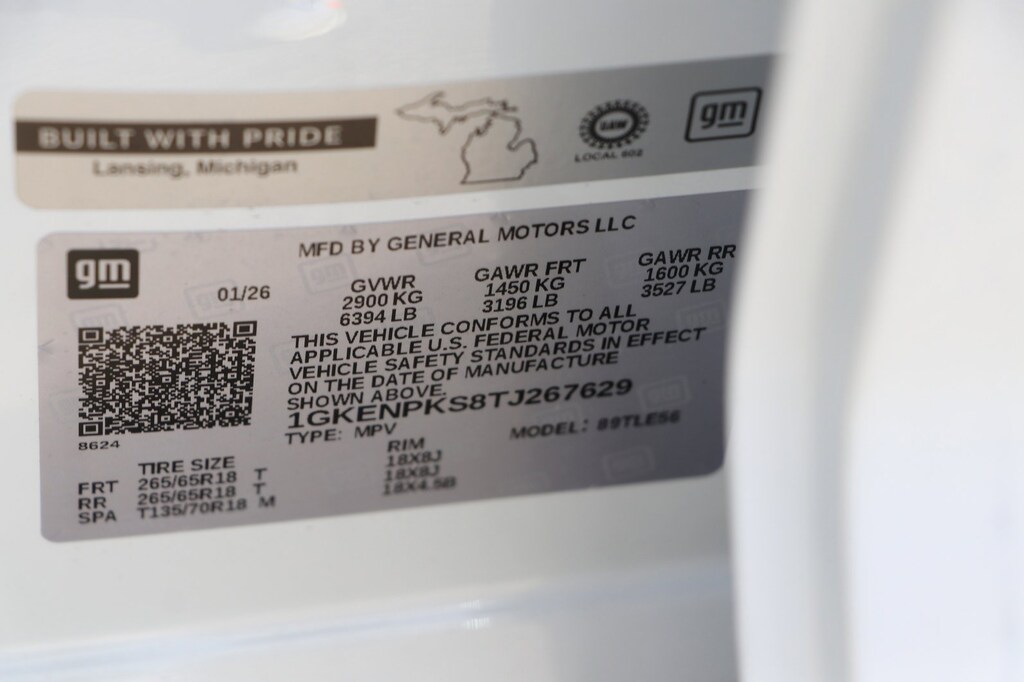 BUILT WITH PRIDE
Lansing, Michigan
UAW
LOCAL 602
gm
gm
MFD BY GENERAL MOTORS LLC
01/26
GVWR GAWR FRT GAWR RR
2900 KG 1450 KG 1600 KG
6394 LB 3196 LB 3527 LB
THIS VEHICLE CONFORMS TO ALL
APPLICABLE U.S. FEDERAL MOTOR
VEHICLE SAFETY STANDARDS IN EFFECT
ON THE DATE OF MANUFACTURE
SHOWN ABOVE.
1GKENPKS8TJ267629
TYPE: MPV MODEL: 89TLE56
8624
TIRE SIZE RIM
FRT 265/65R18 T 18X8J
RR 265/65R18 T 18X8J
SPA T135/70R18 M 18X4.5B